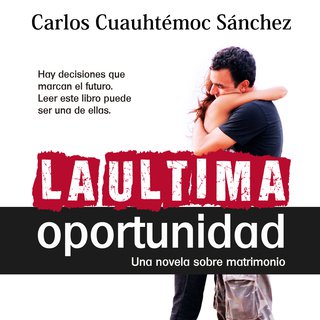 Carlos Cuauhtémoc Sánchez
Hay decisiones que
marcan el futuro.
Leer este libro puede
ser una de ellas.
LA ULTIMA
oportunidad
Una novela sobre matrimonio